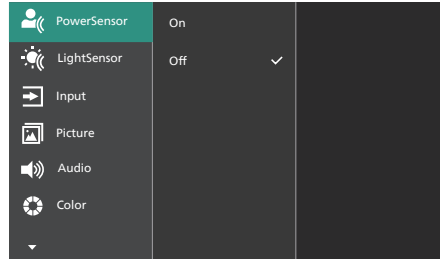 PowerSensor
On
LightSensor
Off
Input
Picture
Audio
Color